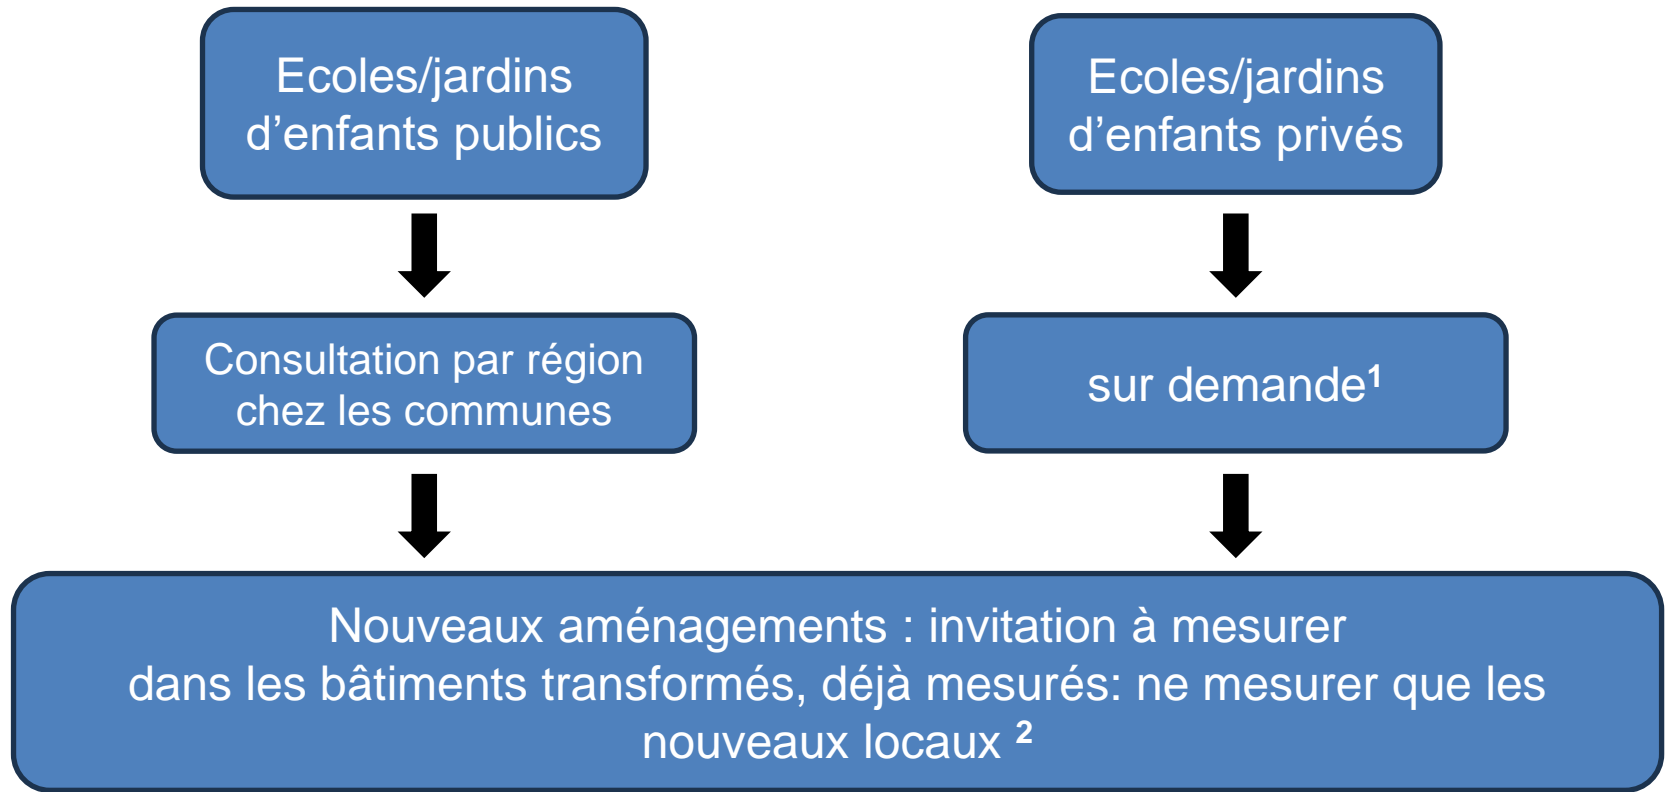 Ecoles/jardins
d’enfants publics
Ecoles/jardins
d’enfants privés
Consultation par région
chez les communes
sur demande¹
Nouveaux aménagements : invitation à mesurer
dans les bâtiments transformés, déjà mesurés: ne mesurer que les
nouveaux locaux ²